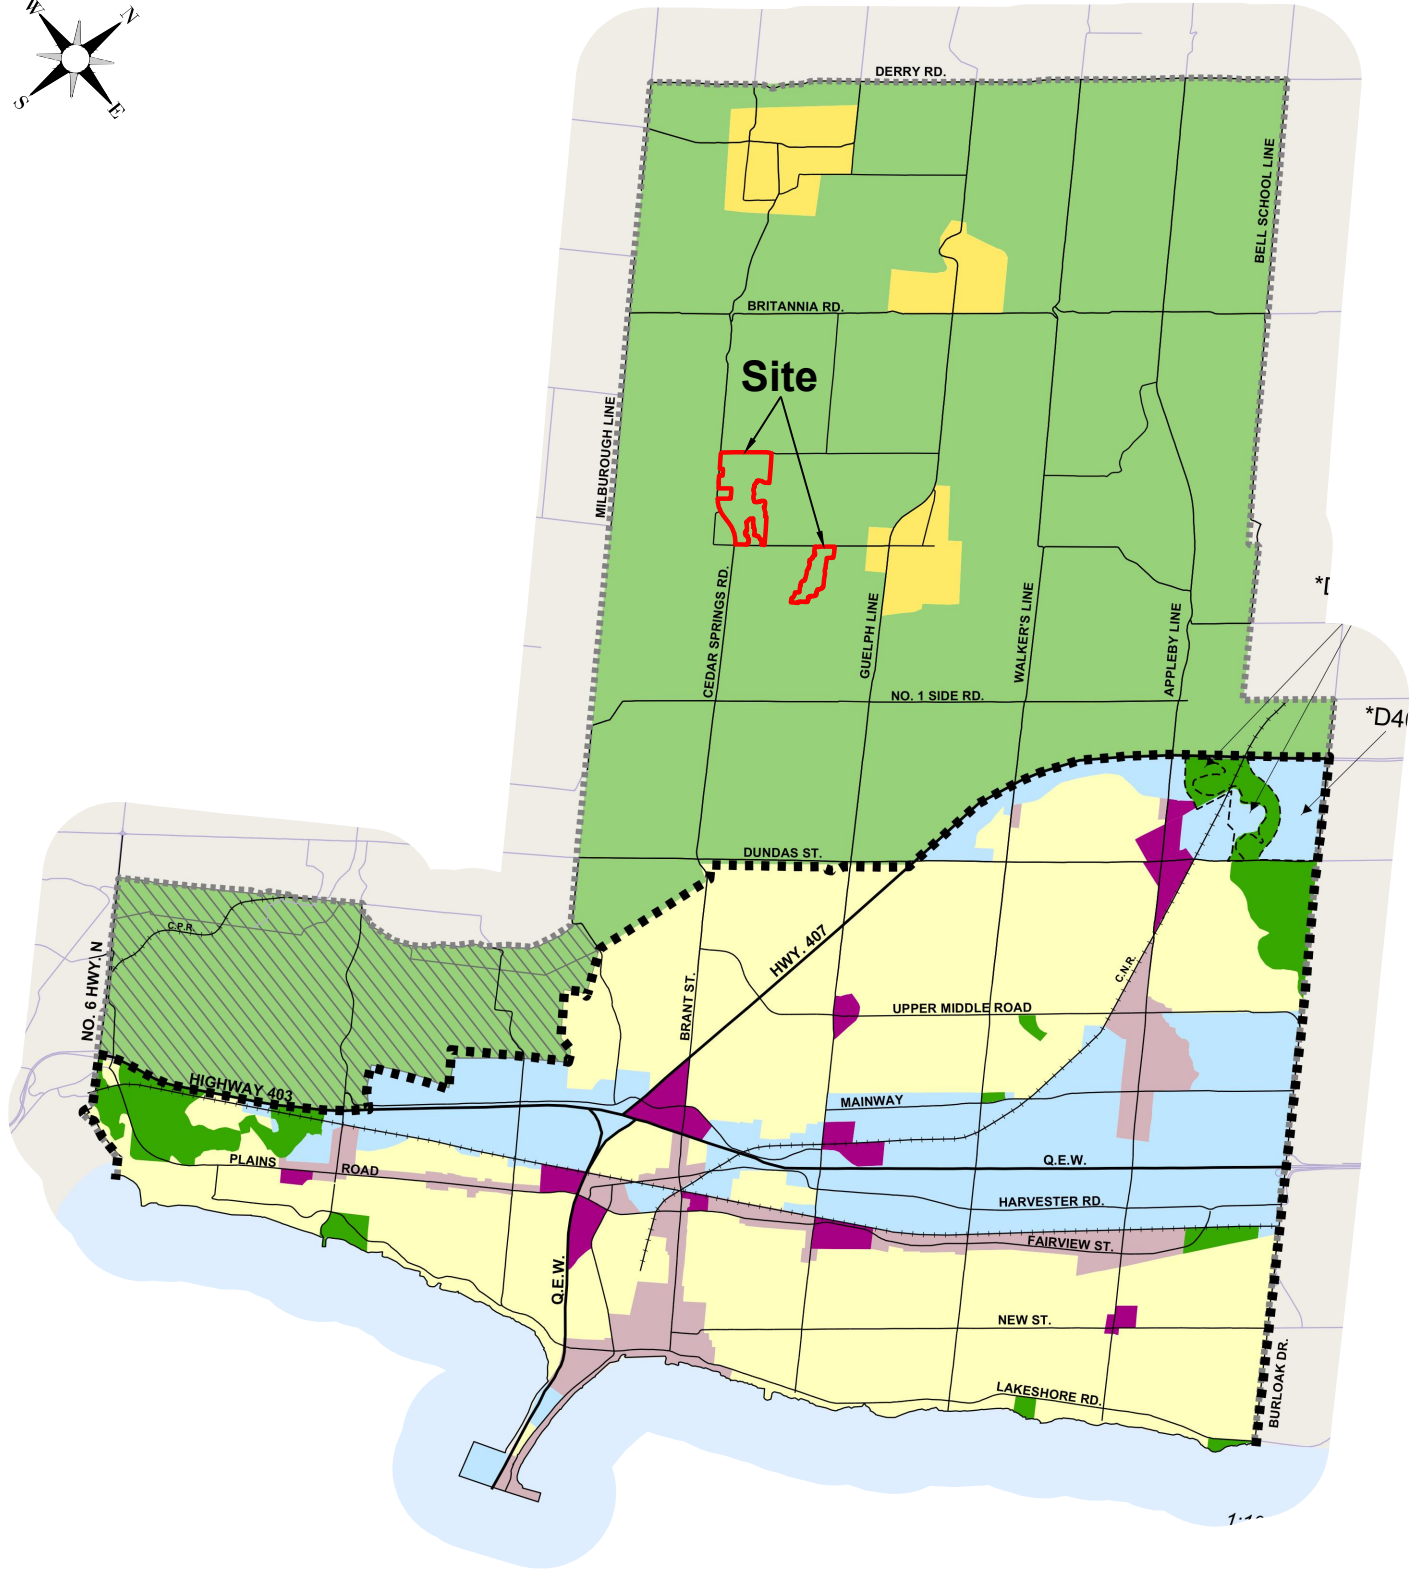 W
N
S
E
DERRY RD.
BELL SCHOOL LINE
BRITANNIA RD.
Site
MILBOROUGH LINE
CEDAR SPRINGS RD.
GUELPH LINE
WALKER'S LINE
APPLEBY LINE
NO. 1 SIDE RD.
DUNDAS ST.
HWY. 407
C.P.R.
NO. 6 HWY. N
BRANT ST.
C.N.R.
UPPER MIDDLE ROAD
HIGHWAY 403
MAINWAY
PLAINS
ROAD
Q.E.W.
HARVESTER RD.
FAIRVIEW ST.
Q.E.W.
NEW ST.
LAKESHORE RD.
BURLOAK DR.